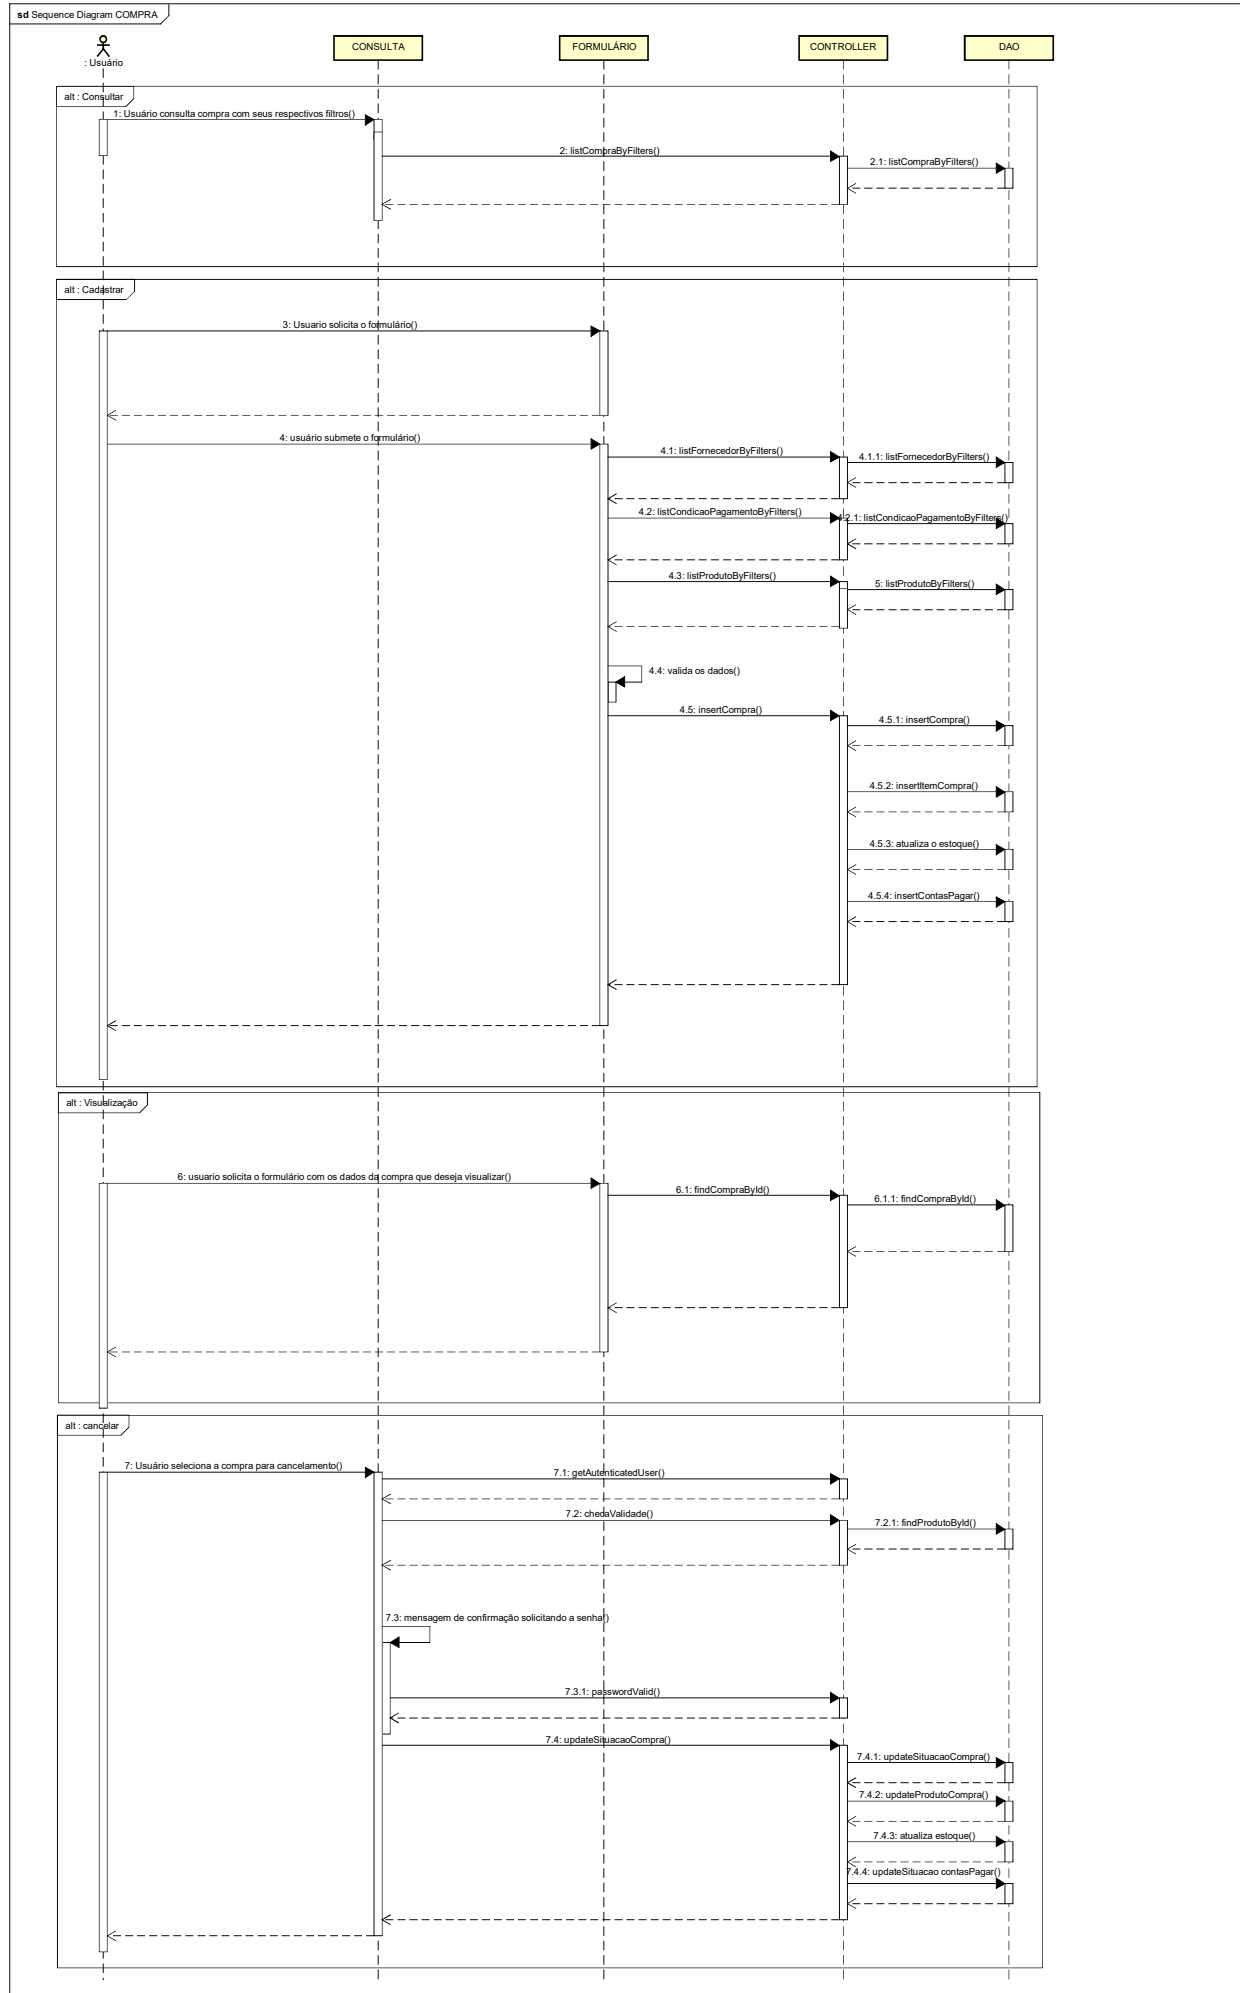 sd Sequence Diagram COMPRA
: Usuário
CONSULTA
FORMULÁRIO
CONTROLLER
DAO
alt : Consultar
1: Usuário consulta compra com seus respectivos filtros()
2: listCompraByFilters()
2.1: listCompraByFilters()
alt : Cadastrar
3: Usuario solicita o formulário()
4: usuário submete o formulário()
4.1: listFornecedorByFilters()
4.1.1: listFornecedorByFilters()
4.2: listCondicaoPagamentoByFilters()
4.2.1: listCondicaoPagamentoByFilters()
4.3: listProdutoByFilters()
5: listProdutoByFilters()
4.4: valida os dados()
4.5: insertCompra()
4.5.1: insertCompra()
4.5.2: insertItemCompra()
4.5.3: atualiza o estoque()
4.5.4: insertContasPagar()
alt : Visualização
6: usuario solicita o formulário com os dados da compra que deseja visualizar()
6.1: findCompraById()
6.1.1: findCompraById()
alt : cancelar
7: Usuário seleciona a compra para cancelamento()
7.1: getAutenticatedUser()
7.2: checaValidade()
7.2.1: findProdutoById()
7.3: mensagem de confirmação solicitando a senha()
7.3.1: passwordValid()
7.4: updateSituacaoCompra()
7.4.1: updateSituacaoCompra()
7.4.2: updateProdutoCompra()
7.4.3: atualiza estoque()
7.4.4: updateSituacao contasPagar()